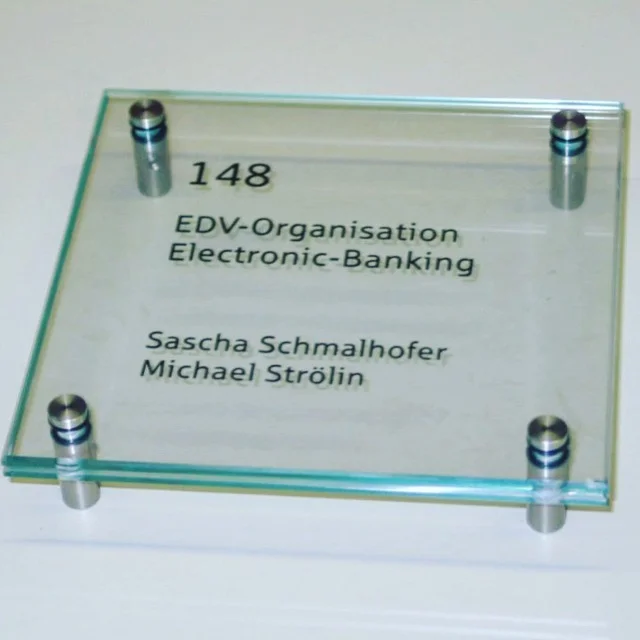 148
EDV-Organisation
Electronic-Banking
Sascha Schmalhofer
Michael Strölin